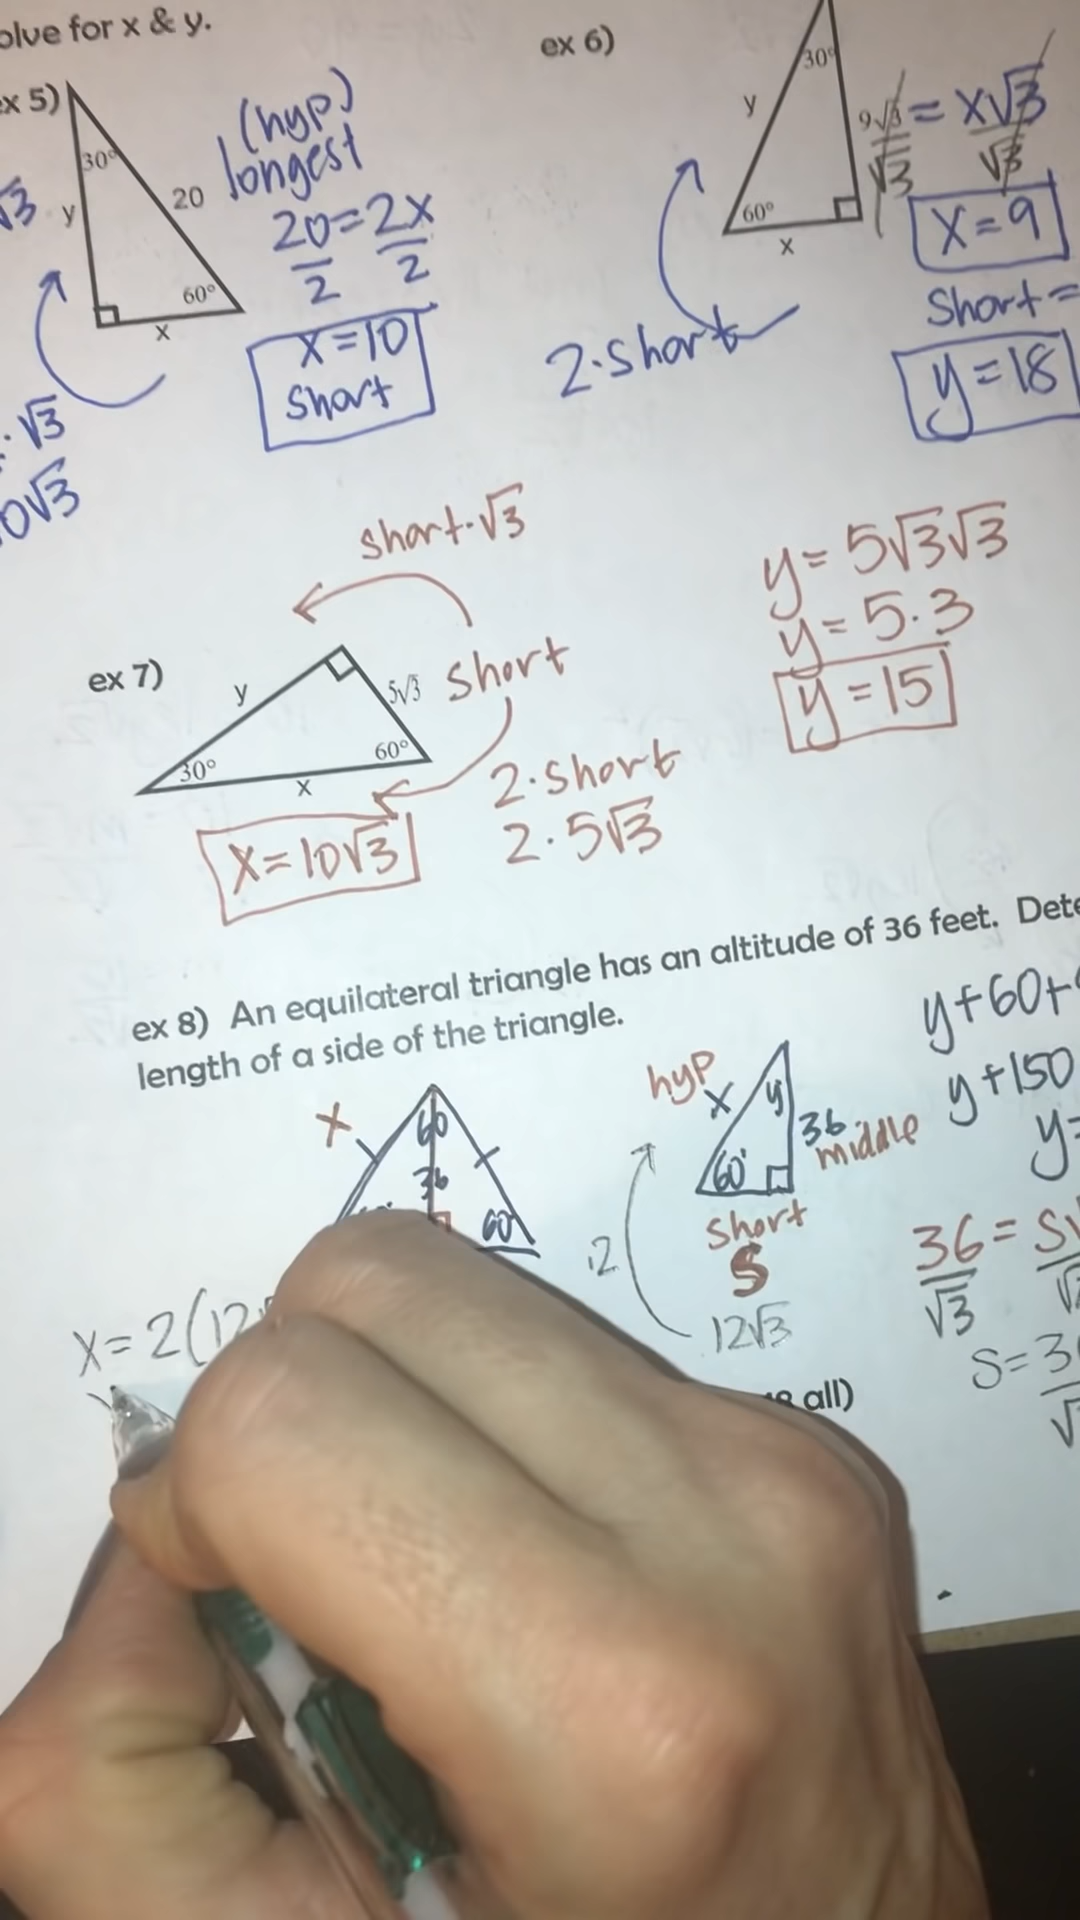 olve for x & y.
ex 6)
x 5)
30°
y
20
60°
x
√3
(hyp)
longest
20=2x
2 2
x=10
short
· √3
0√3
30°
y
9√3 = x√3
√3 √3
60°
x
x=9
short=
y=18
2·short
short·√3
y= 5√3√3
y= 5·3
y=15
ex 7)
y
5√3
short
30°
60°
x
2·short
2·5√3
x=10√3
ex 8) An equilateral triangle has an altitude of 36 feet. Dete
length of a side of the triangle.
y+60+
y+150
y=
x
60
36
60°
hyp
x
y
36
middle
60°
short
S
·2
12√3
36 = S√
√3 √
S=3
√
x=2(12
all)